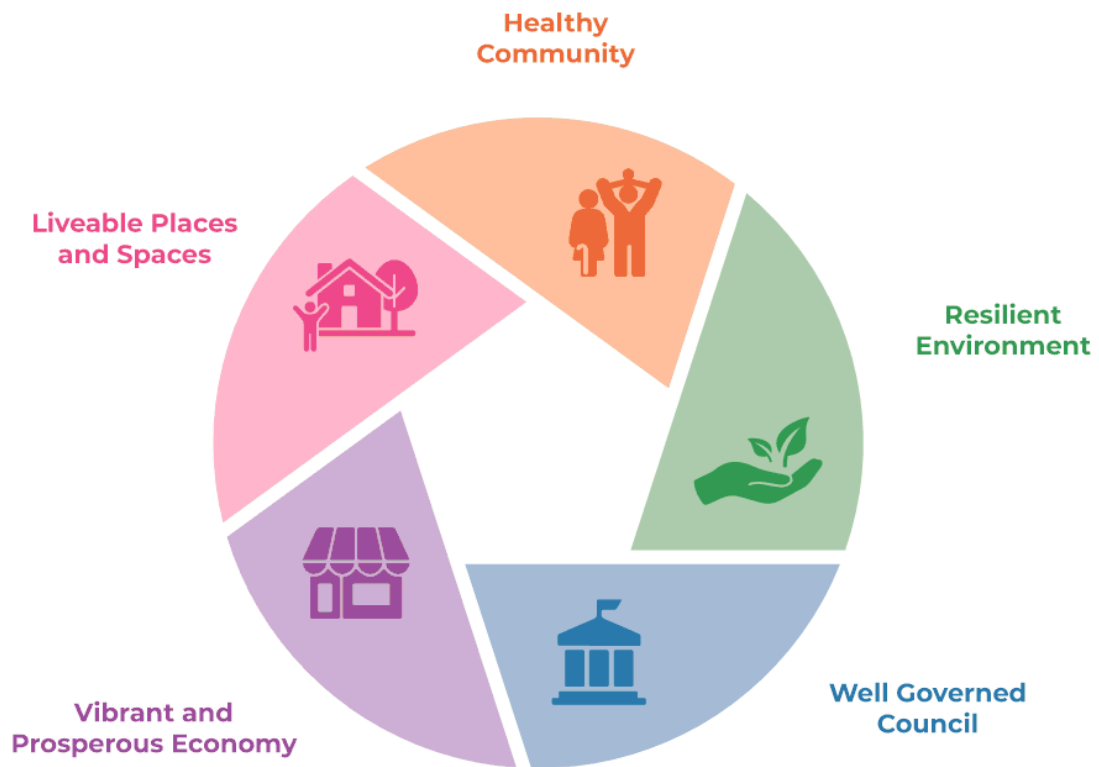 Healthy
Community
Liveable Places
and Spaces
Resilient
Environment
Well Governed
Council
Vibrant and
Prosperous Economy